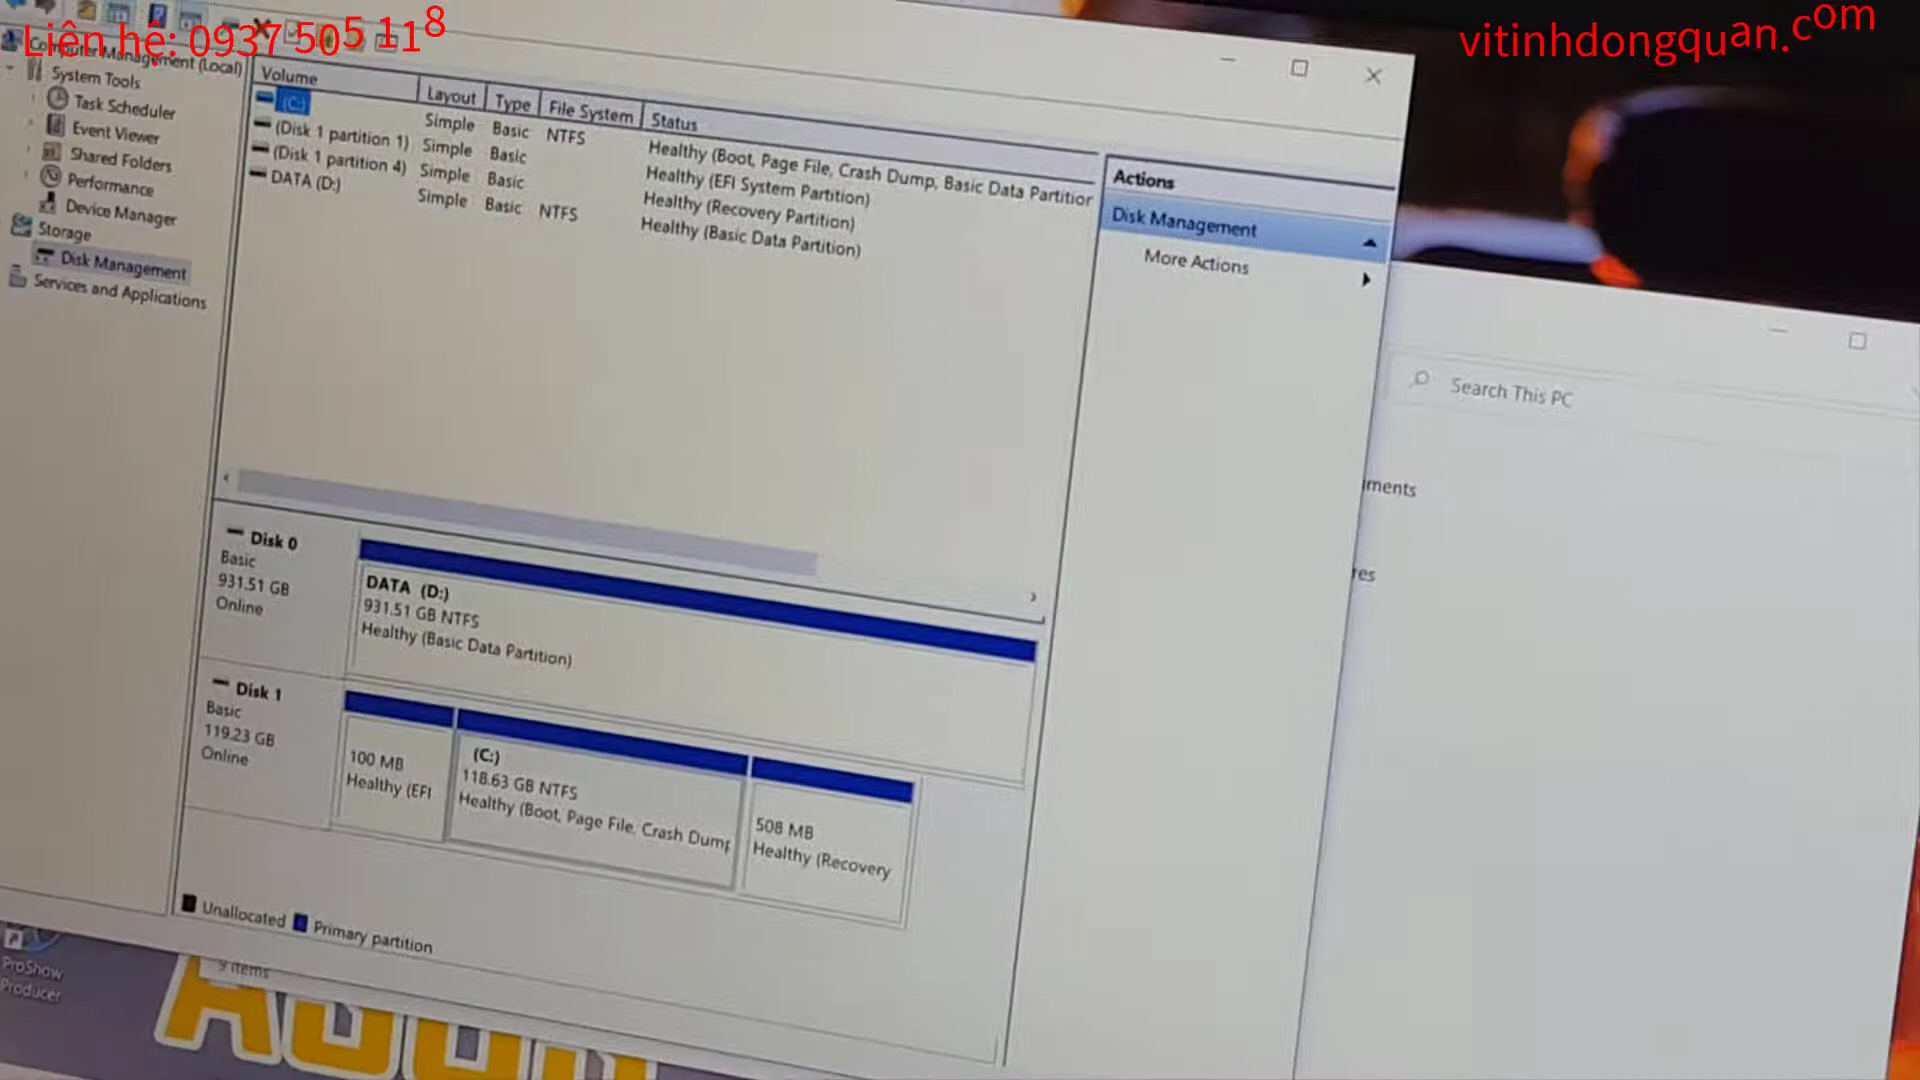 Liên hệ: 0937 505 118
vitinhdongquan.com
Computer Management (Local)
System Tools
Task Scheduler
Event Viewer
Shared Folders
Performance
Device Manager
Storage
Disk Management
Services and Applications
Volume Layout Type File System Status
(C:) Simple Basic NTFS Healthy (Boot, Page File, Crash Dump, Basic Data Partition
(Disk 1 partition 1) Simple Basic Healthy (EFI System Partition)
(Disk 1 partition 4) Simple Basic Healthy (Recovery Partition)
DATA (D:) Simple Basic NTFS Healthy (Basic Data Partition)
Actions
Disk Management
More Actions
Search This PC
ments
res
Disk 0
Basic
931.51 GB
Online
DATA (D:)
931.51 GB NTFS
Healthy (Basic Data Partition)
Disk 1
Basic
119.23 GB
Online
100 MB
Healthy (EFI
(C:)
118.63 GB NTFS
Healthy (Boot, Page File, Crash Dump
508 MB
Healthy (Recovery
Unallocated Primary partition
9 items
ProShow
Producer